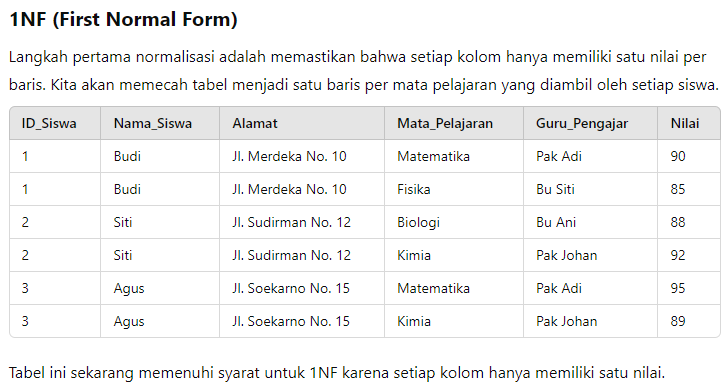 1NF (First Normal Form)
Langkah pertama normalisasi adalah memastikan bahwa setiap kolom hanya memiliki satu nilai per
baris. Kita akan memecah tabel menjadi satu baris per mata pelajaran yang diambil oleh setiap siswa.
ID_Siswa Nama_Siswa Alamat Mata_Pelajaran Guru_Pengajar Nilai
1 Budi Jl. Merdeka No. 10 Matematika Pak Adi 90
1 Budi Jl. Merdeka No. 10 Fisika Bu Siti 85
2 Siti Jl. Sudirman No. 12 Biologi Bu Ani 88
2 Siti Jl. Sudirman No. 12 Kimia Pak Johan 92
3 Agus Jl. Soekarno No. 15 Matematika Pak Adi 95
3 Agus Jl. Soekarno No. 15 Kimia Pak Johan 89
Tabel ini sekarang memenuhi syarat untuk 1NF karena setiap kolom hanya memiliki satu nilai.